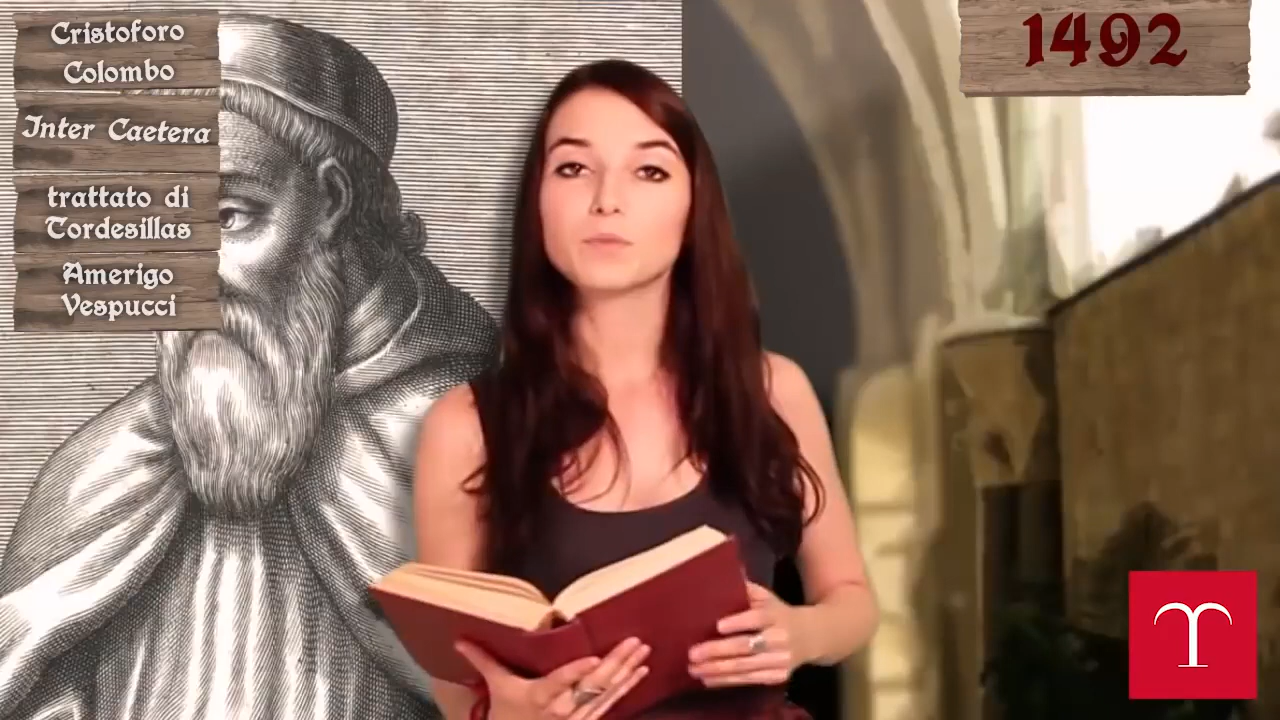 Cristoforo
Colombo
Inter Caetera
trattato di
Tordesillas
Amerigo
Vespucci
1492